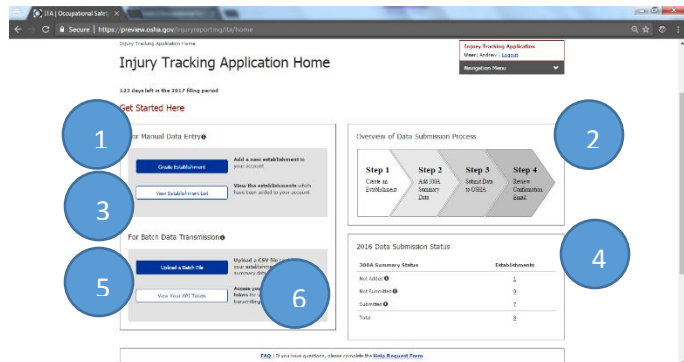 ITA | Occupational Safet
Secure | https://preview.osha.gov/injuryreporting/ita/home
Injury Tracking Application Home
Injury Tracking Application
User: Andrew | Logout
Navigation Menu
Injury Tracking Application Home
123 days left in the 2017 filing period
Get Started Here
1
or Manual Data Entry
Create Establishment
Add a new establishment to
your account
View Establishment List
View the establishments which
have been added to your account
3
Overview of Data Submission Process
2
Step 1
Create an
Establishment
Step 2
Add 300A
Summary
Data
Step 3
Submit Data
to OSHA
Step 4
Review
Confirmation
Email
For Batch Data Transmission
Upload a Batch File
Upload a CSV file
your establish
summary dat
View Your API Token
Access you
token for
transmitting
5
6
2016 Data Submission Status
4
300A Summary Status
Establishments
Not Added
1
Not Submitted
0
Submitted
7
Total
8
FAQ | If you have questions, please complete the Help Request Form